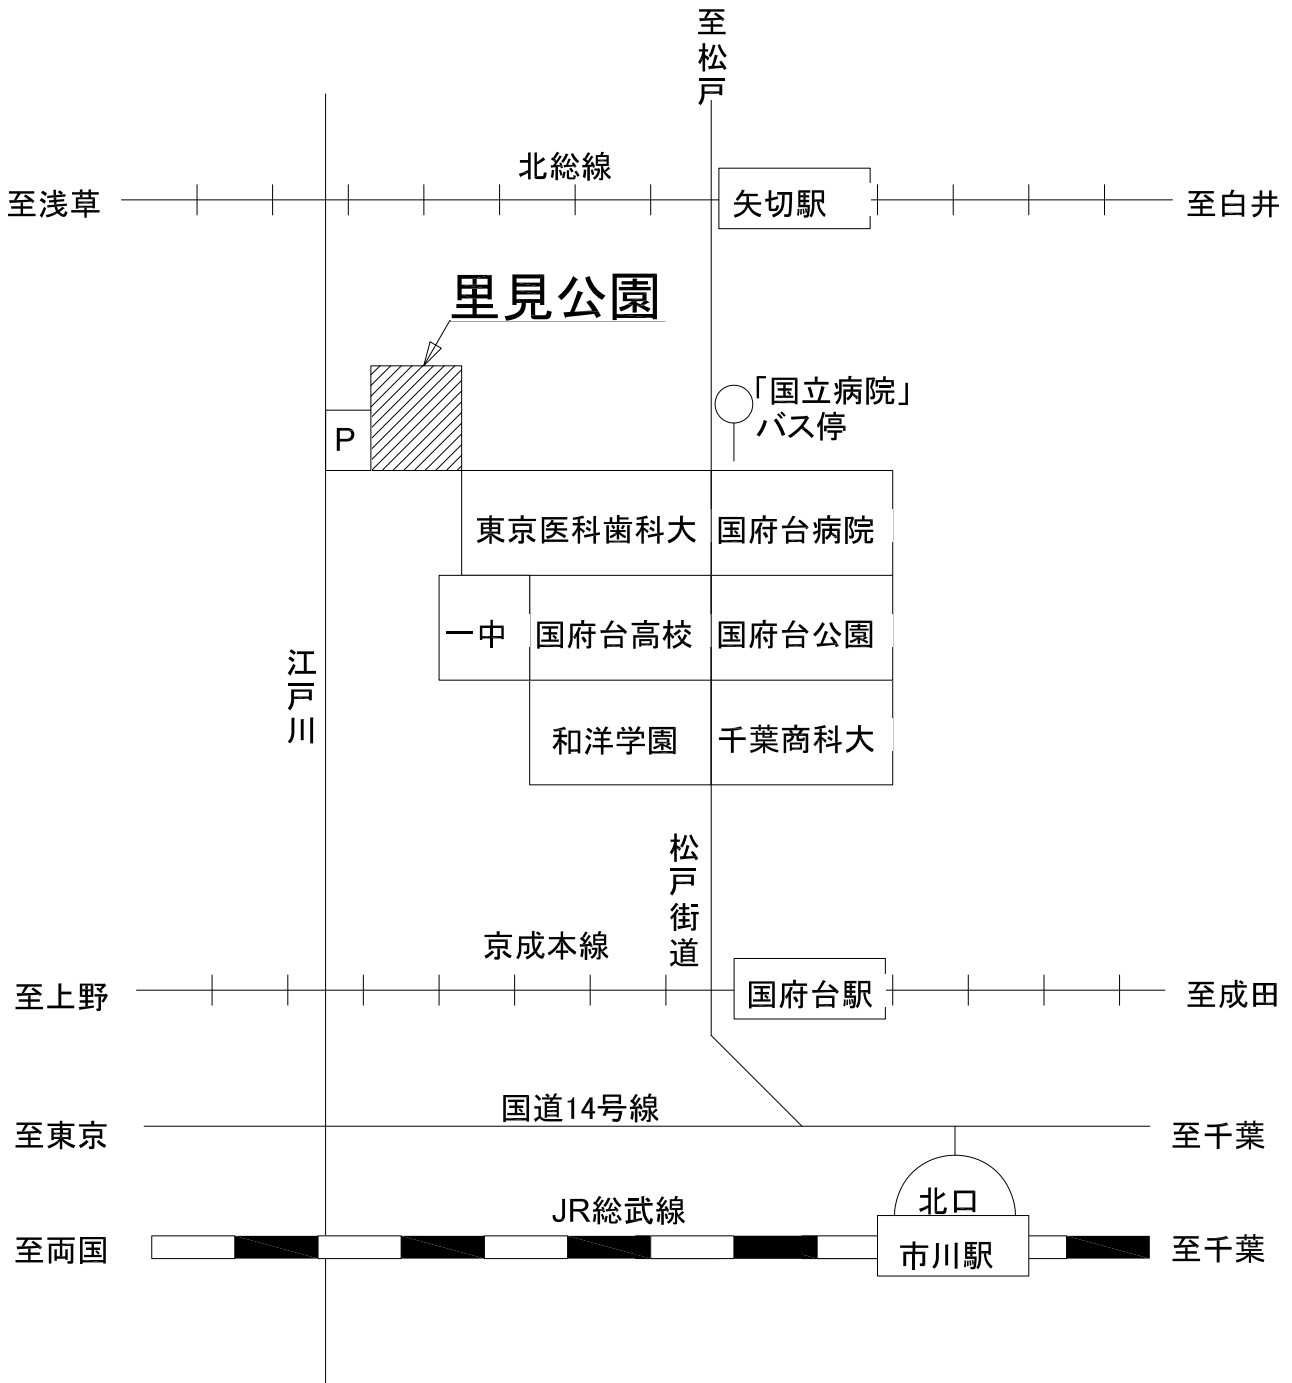 至松戸
北総線
至浅草
矢切駅
至白井
里見公園
「国立病院」
バス停
P
東京医科歯科大
国府台病院
一中
国府台高校
国府台公園
江戸川
和洋学園
千葉商科大
松戸街道
京成本線
至上野
国府台駅
至成田
国道14号線
至東京
至千葉
北口
JR総武線
至両国
市川駅
至千葉